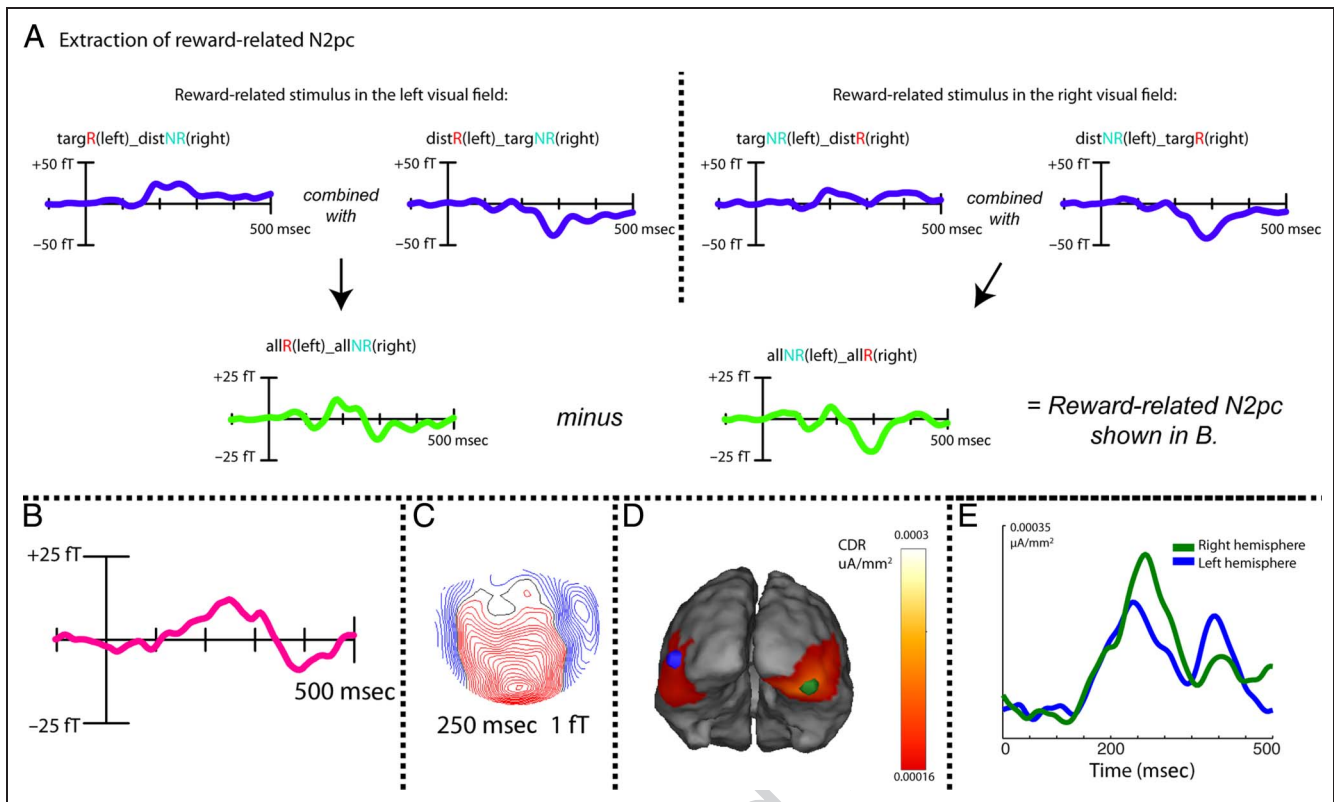 A Extraction of reward-related N2pc
Reward-related stimulus in the left visual field:
Reward-related stimulus in the right visual field:
targR(left)_distNR(right)
+50 fT
−50 fT
500 msec
combined
with
distR(left)_targNR(right)
+50 fT
−50 fT
500 msec
targNR(left)_distR(right)
+50 fT
−50 fT
500 msec
combined
with
distNR(left)_targR(right)
+50 fT
−50 fT
500 msec
allR(left)_allNR(right)
+25 fT
−25 fT
500 msec
minus
allNR(left)_allR(right)
+25 fT
−25 fT
500 msec
= Reward-related N2pc
shown in B.
B
+25 fT
−25 fT
500 msec
C
250 msec 1 fT
D
CDR
uA/mm²
0.0003
0.00016
E
0.00035
µA/mm²
Right hemisphere
Left hemisphere
0 200 500
Time (msec)